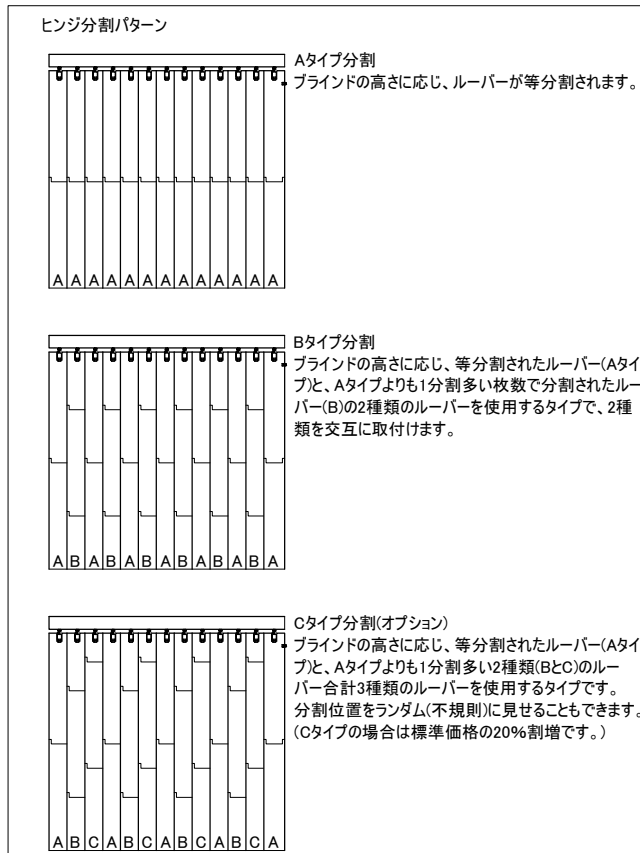 ヒンジ分割パターン
Aタイプ分割
ブラインドの高さに応じ、ルーバーが等分割されます。
A A A A A A A A A A A A A
Bタイプ分割
ブラインドの高さに応じ、等分割されたルーバー(Aタイ
プ)と、Aタイプよりも1分割多い枚数で分割されたルー
バー(B)の2種類のルーバーを使用するタイプで、2種
類を交互に取付けます。
A B A B A B A B A B A B A
Cタイプ分割(オプション)
ブラインドの高さに応じ、等分割されたルーバー(Aタイ
プ)と、Aタイプよりも1分割多い2種類(BとC)のルー
バー合計3種類のルーバーを使用するタイプです。
分割位置をランダム(不規則)に見せることもできます。
(Cタイプの場合は標準価格の20%割増です。)
A B C A B C A B C A B C A